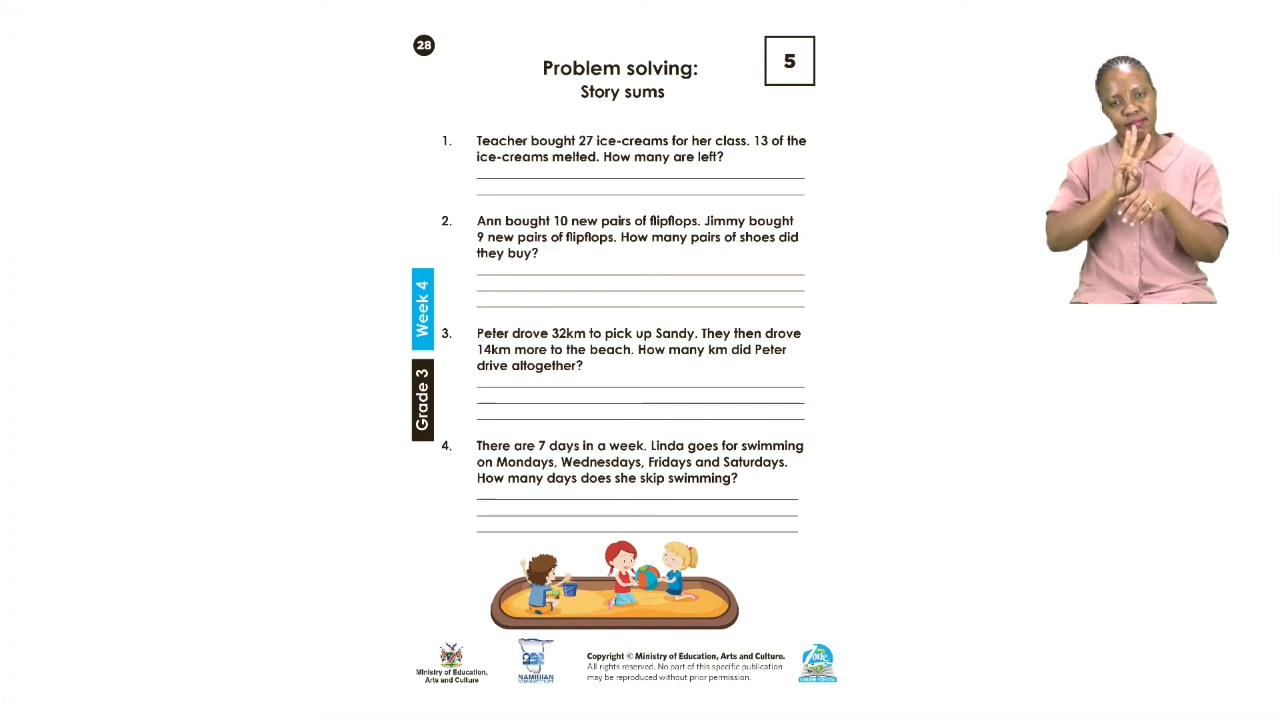 28
5
Problem solving:
Story sums
1. Teacher bought 27 ice-creams for her class. 13 of the
ice-creams melted. How many are left?
2. Ann bought 10 new pairs of flipflops. Jimmy bought
9 new pairs of flipflops. How many pairs of shoes did
they buy?
3. Peter drove 32km to pick up Sandy. They then drove
14km more to the beach. How many km did Peter
drive altogether?
4. There are 7 days in a week. Linda goes for swimming
on Mondays, Wednesdays, Fridays and Saturdays.
How many days does she skip swimming?
Week 4
Grade 3
Ministry of Education,
Arts and Culture
NAMIBIAN
Copyright © Ministry of Education, Arts and Culture.
All rights reserved. No part of this specific publication
may be reproduced without prior permission.
Zone
ONLINE SCHOOL